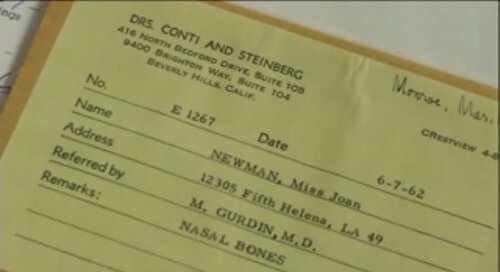 ngs
DRS. CONTI AND STEINBERG
416 NORTH BEDFORD DRIVE, SUITE 105
9400 BRIGHTON WAY, SUITE 104
BEVERLY HILLS, CALIF.
Monroe, Mari
CRESTVIEW 4-
No. E 1267 Date 6-7-62
Name NEWMAN, Miss Joan
Address 12305 Fifth Helena, LA 49
Referred by M. GURDIN, M.D.
Remarks: NASAL BONES